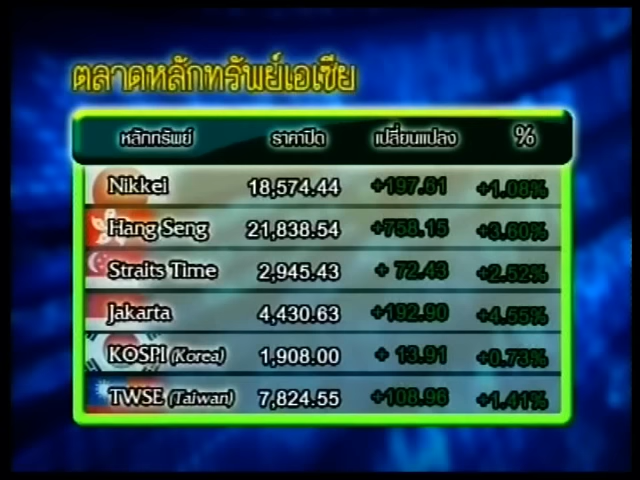 ตลาดหลักทรัพย์เอเซีย
หลักทรัพย์ ราคาปิด เปลี่ยนแปลง %
Nikkei 18,574.44 +197.61 +1.08%
Hang Seng 21,838.54 +758.15 +3.60%
Straits Time 2,945.43 + 72.43 +2.52%
Jakarta 4,430.63 +192.90 +4.55%
KOSPI (Korea) 1,908.00 + 13.91 +0.73%
TWSE (Taiwan) 7,824.55 +108.96 +1.41%